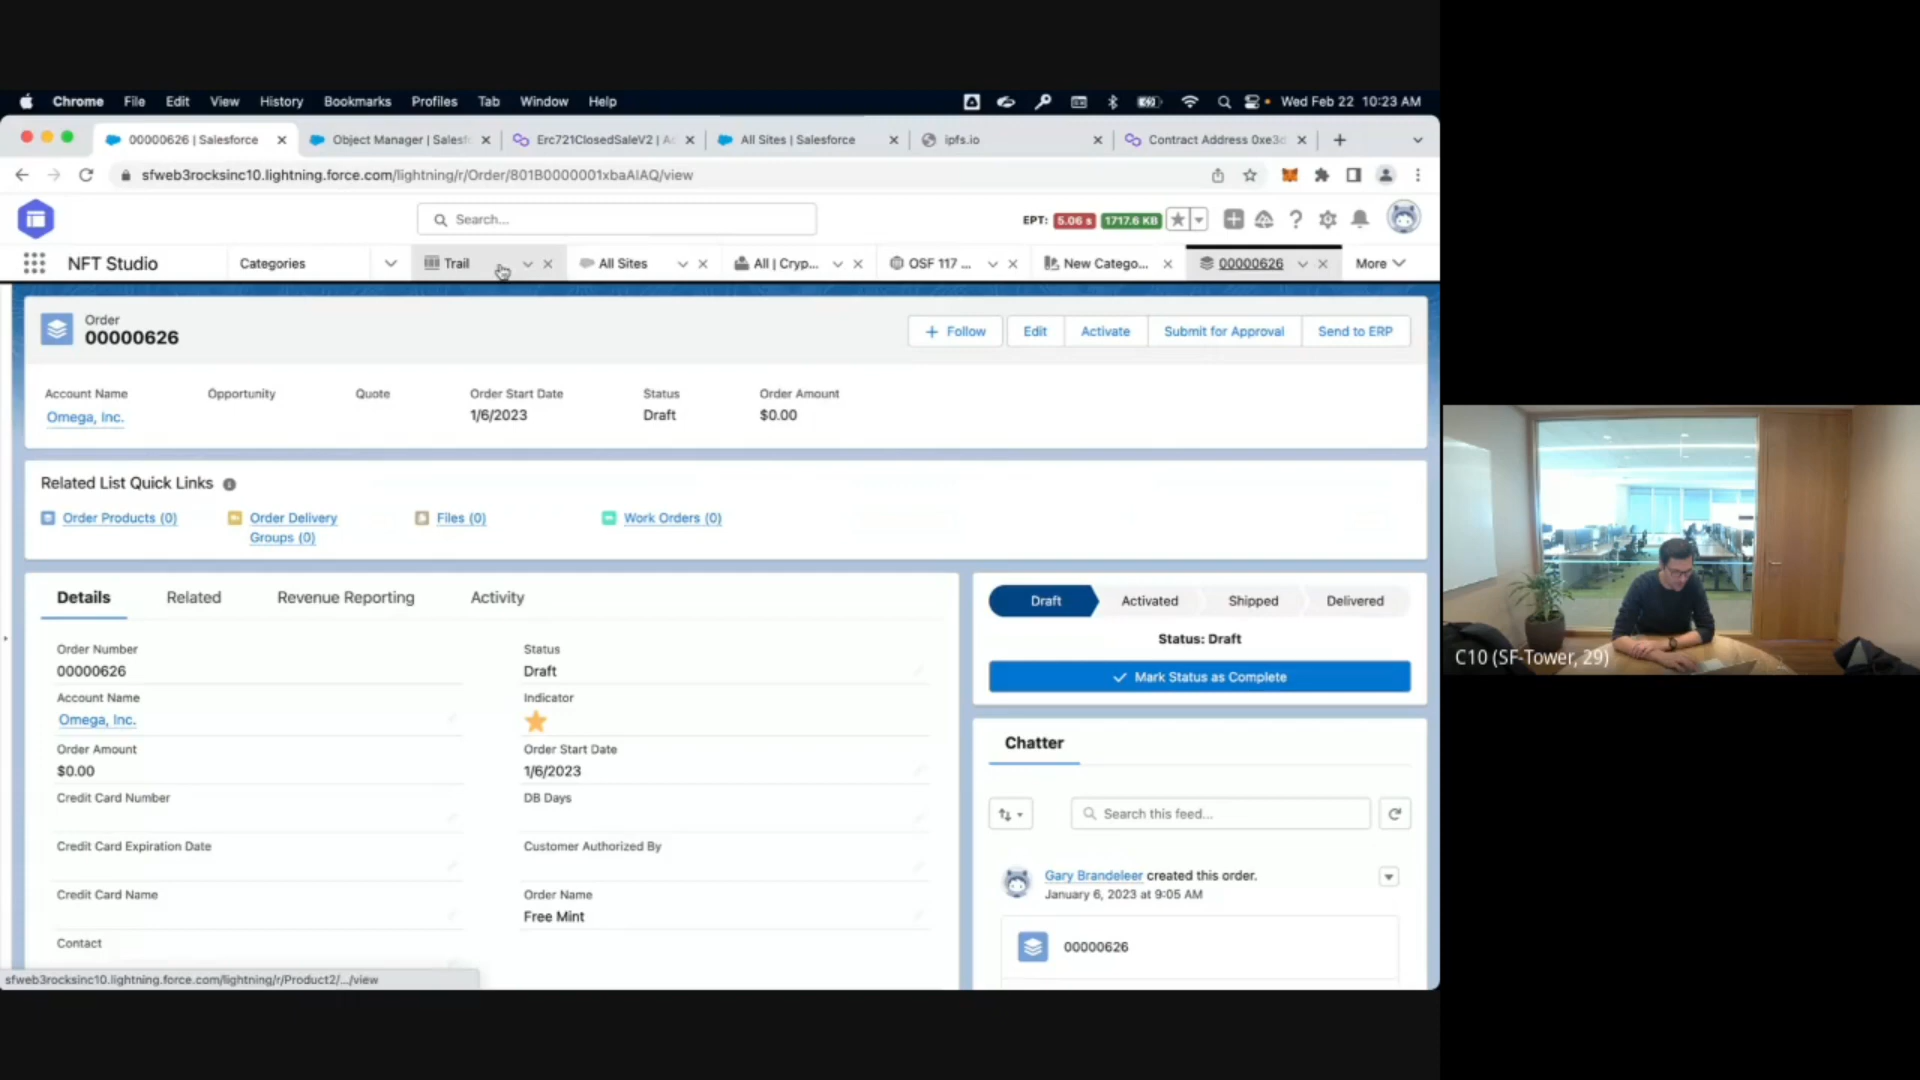 Chrome File Edit View History Bookmarks Profiles Tab Window Help Wed Feb 22 10:23 AM
00000626 | Salesforce Object Manager | Salesf Erc721ClosedSaleV2 | Ac All Sites | Salesforce ipfs.io Contract Address 0xe3c
sfweb3rocksinc10.lightning.force.com/lightning/r/Order/801B0000001xbaAIAQ/view
Search... EPT: 5.06 s 1717.6 KB
NFT Studio Categories Trail All Sites All | Cryp... OSF 117 ... New Catego... 00000626 More
Order
00000626
+ Follow Edit Activate Submit for Approval Send to ERP
Account Name Opportunity Quote Order Start Date Status Order Amount
Omega, Inc. 1/6/2023 Draft $0.00
Related List Quick Links
Order Products (0) Order Delivery Files (0) Work Orders (0)
Groups (0)
Details Related Revenue Reporting Activity
Order Number Status
00000626 Draft
Account Name Indicator
Omega, Inc.
Order Amount Order Start Date
$0.00 1/6/2023
Credit Card Number DB Days
Credit Card Expiration Date Customer Authorized By
Credit Card Name Order Name
Free Mint
Contact
sfweb3rocksinc10.lightning.force.com/lightning/r/Product2/.../view
Draft Activated Shipped Delivered
Status: Draft
Mark Status as Complete
Chatter
Search this feed...
Gary Brandeleer created this order.
January 6, 2023 at 9:05 AM
00000626
C10 (SF-Tower, 29)